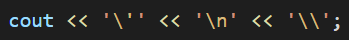 cout << '\'' << '\n' << '\\';